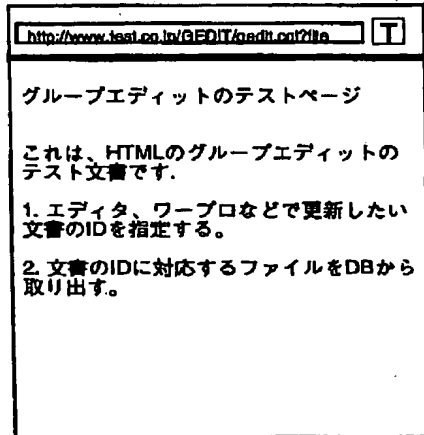 http://www.test.co.jp/GEDIT/gedit.cgi?file
T
グループエディットのテストページ
これは、HTMLのグループエディットの
テスト文書です.
1. エディタ、ワープロなどで更新したい
文書のIDを指定する。
2. 文書のIDに対応するファイルをDBから
取り出す。